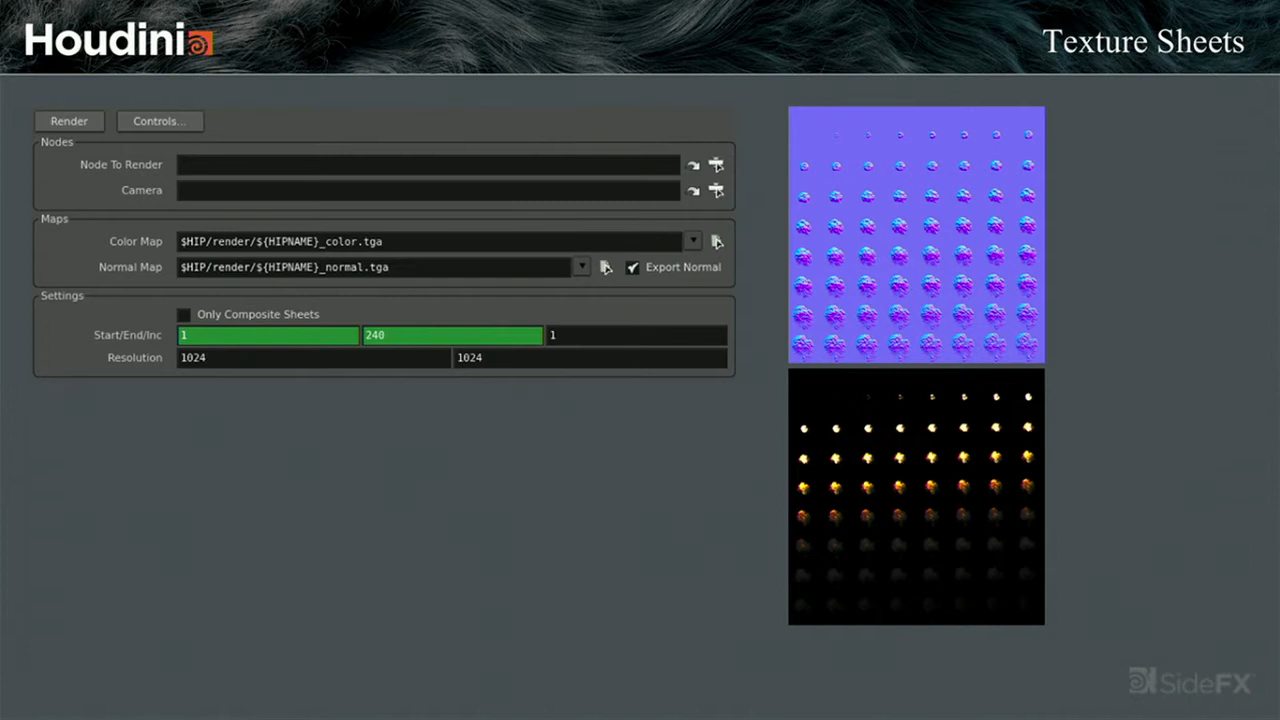 Houdini
Texture Sheets
Render
Controls...
Nodes
Node To Render
Camera
Maps
Color Map
$HIP/render/${HIPNAME}_color.tga
Normal Map
$HIP/render/${HIPNAME}_normal.tga
Export Normal
Settings
Only Composite Sheets
Start/End/Inc
1
240
1
Resolution
1024
1024
SideFX